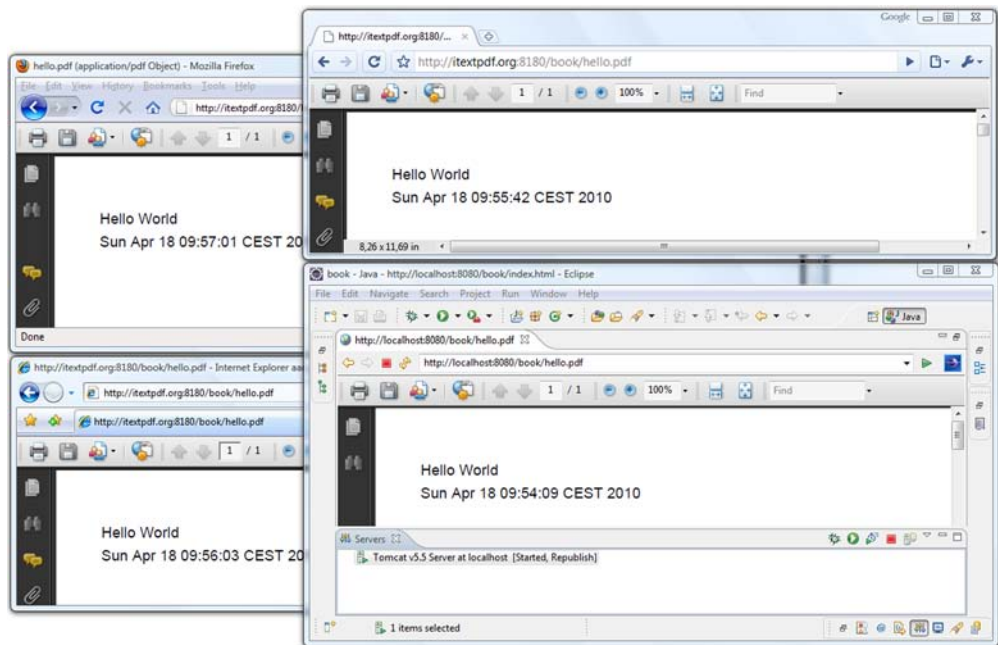 hello.pdf (application/pdf Object) - Mozilla Firefox
File Edit View History Bookmarks Tools Help
http://itextpdf.org:8180/
1 / 1
Hello World
Sun Apr 18 09:57:01 CEST 20
Done
Google
http://itextpdf.org:8180/...
http://itextpdf.org:8180/book/hello.pdf
1 / 1 100% Find
Hello World
Sun Apr 18 09:55:42 CEST 2010
8,26 x 11,69 in
http://itextpdf.org:8180/book/hello.pdf - Internet Explorer
http://itextpdf.org:8180/book/hello.pdf
http://itextpdf.org:8180/book/hello.pdf
1 / 1
Hello World
Sun Apr 18 09:56:03 CEST 20
book - Java - http://localhost:8080/book/index.html - Eclipse
File Edit Navigate Search Project Run Window Help
Java
http://localhost:8080/book/hello.pdf
http://localhost:8080/book/hello.pdf
1 / 1 100% Find
Hello World
Sun Apr 18 09:54:09 CEST 2010
Servers
Tomcat v5.5 Server at localhost [Started, Republish]
1 items selected